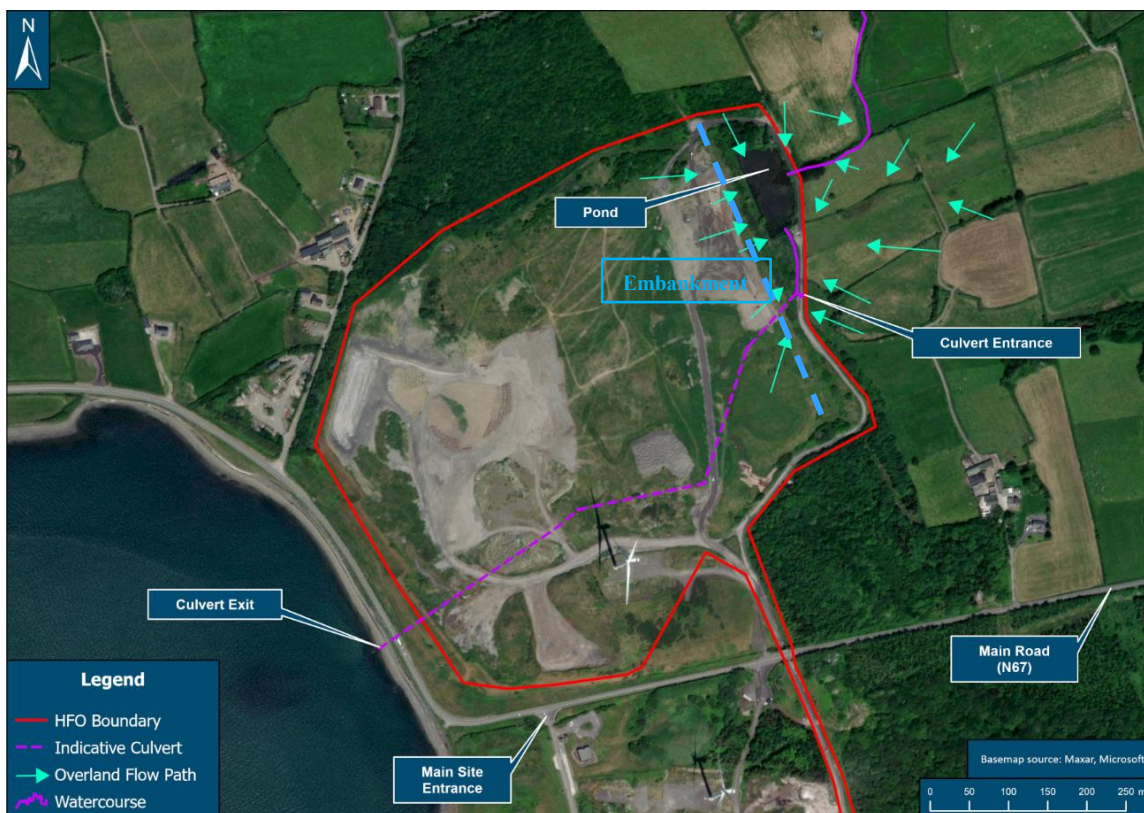 N
Pond
Embankment
Culvert Entrance
Culvert Exit
Main Road
(N67)
Main Site
Entrance
Legend
HFO Boundary
Indicative Culvert
Overland Flow Path
Watercourse
Basemap source: Maxar, Microsoft
0 50 100 150 200 250 m